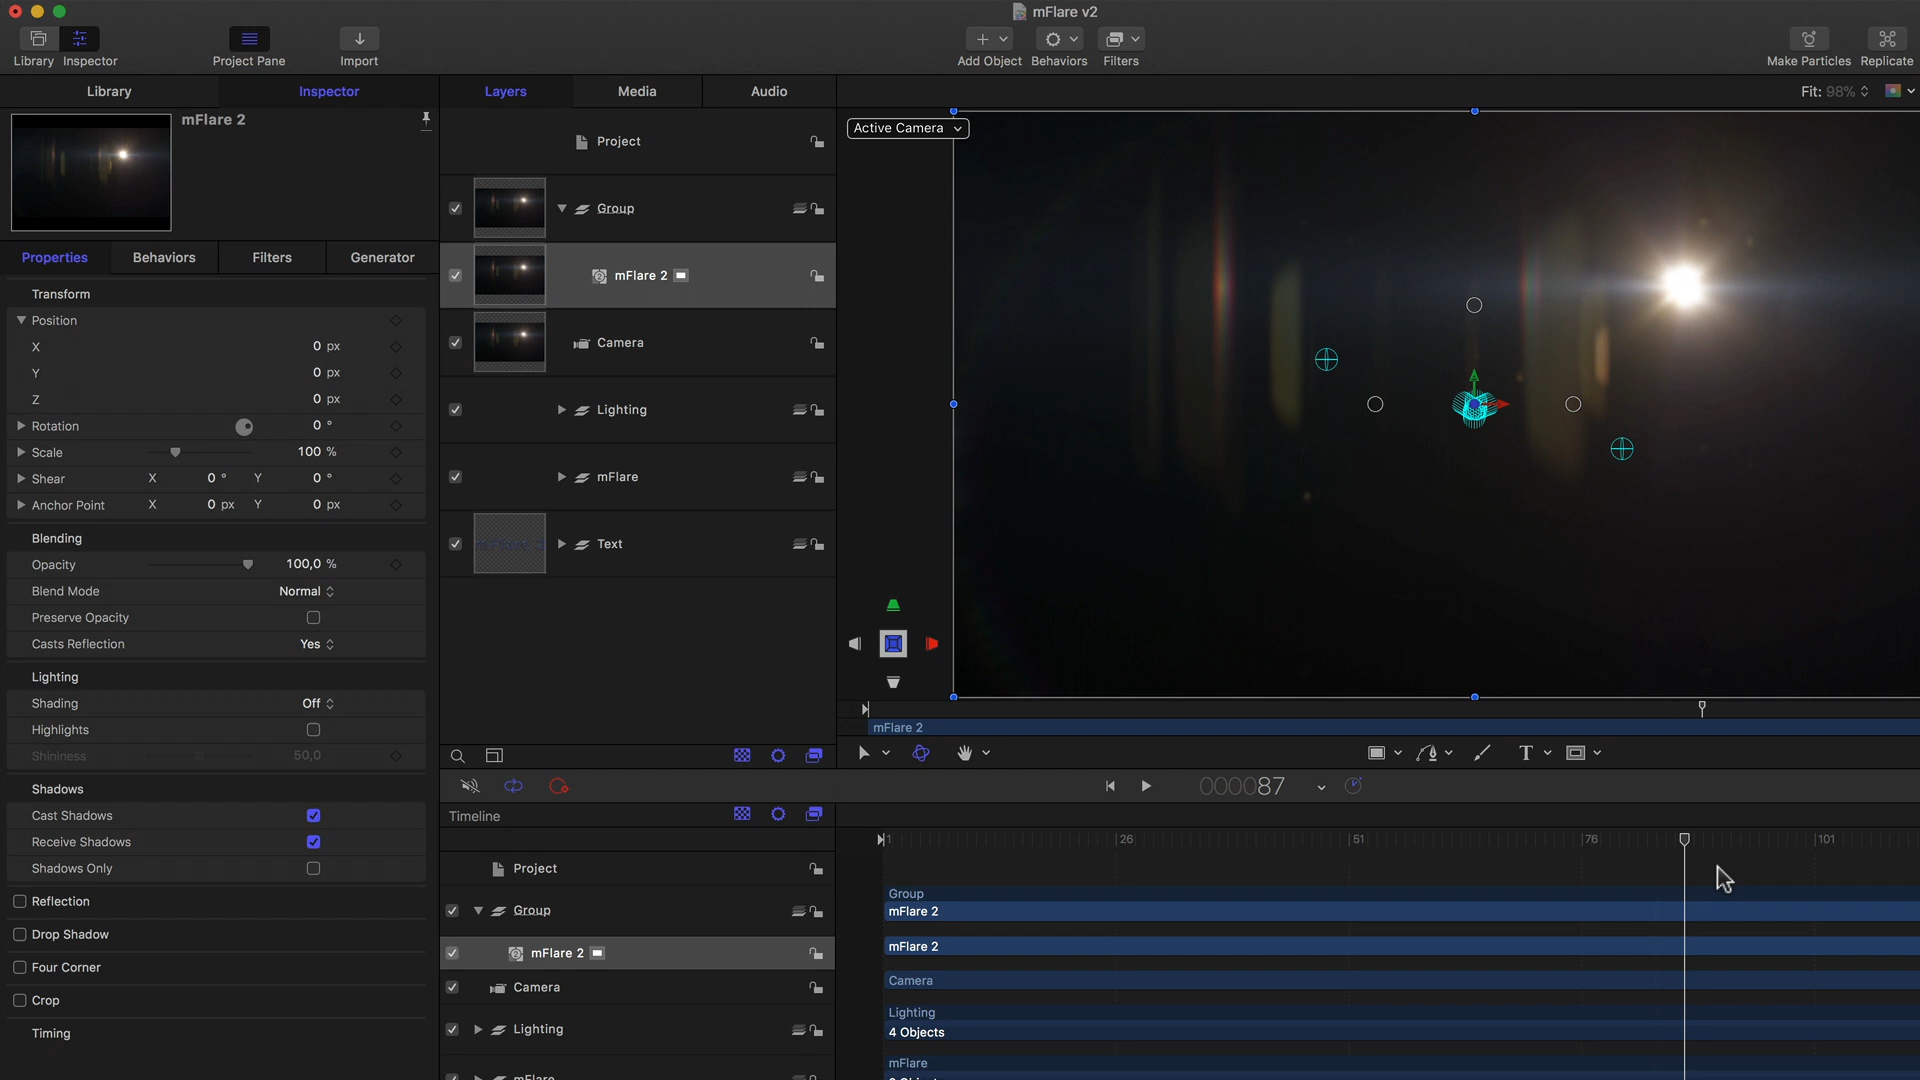 mFlare v2
Library
Inspector
Project Pane
Import
Add Object
Behaviors
Filters
Make Particles
Replicate
Library
Inspector
Layers
Media
Audio
Fit: 98%
mFlare 2
Active Camera
Project
Group
mFlare 2
Camera
Lighting
mFlare
Text
Properties
Behaviors
Filters
Generator
Transform
Position
X 0 px
Y 0 px
Z 0 px
Rotation 0 °
Scale 100 %
Shear X 0 ° Y 0 °
Anchor Point X 0 px Y 0 px
Blending
Opacity 100,0 %
Blend Mode Normal
Preserve Opacity
Casts Reflection Yes
Lighting
Shading Off
Highlights
Shininess 50,0
Shadows
Cast Shadows
Receive Shadows
Shadows Only
Reflection
Drop Shadow
Four Corner
Crop
Timing
mFlare 2
T
000087
Timeline
1 26 51 76 101
Project
Group
mFlare 2
Camera
Lighting
mFlare
Group
mFlare 2
mFlare 2
Camera
Lighting
4 Objects
mFlare